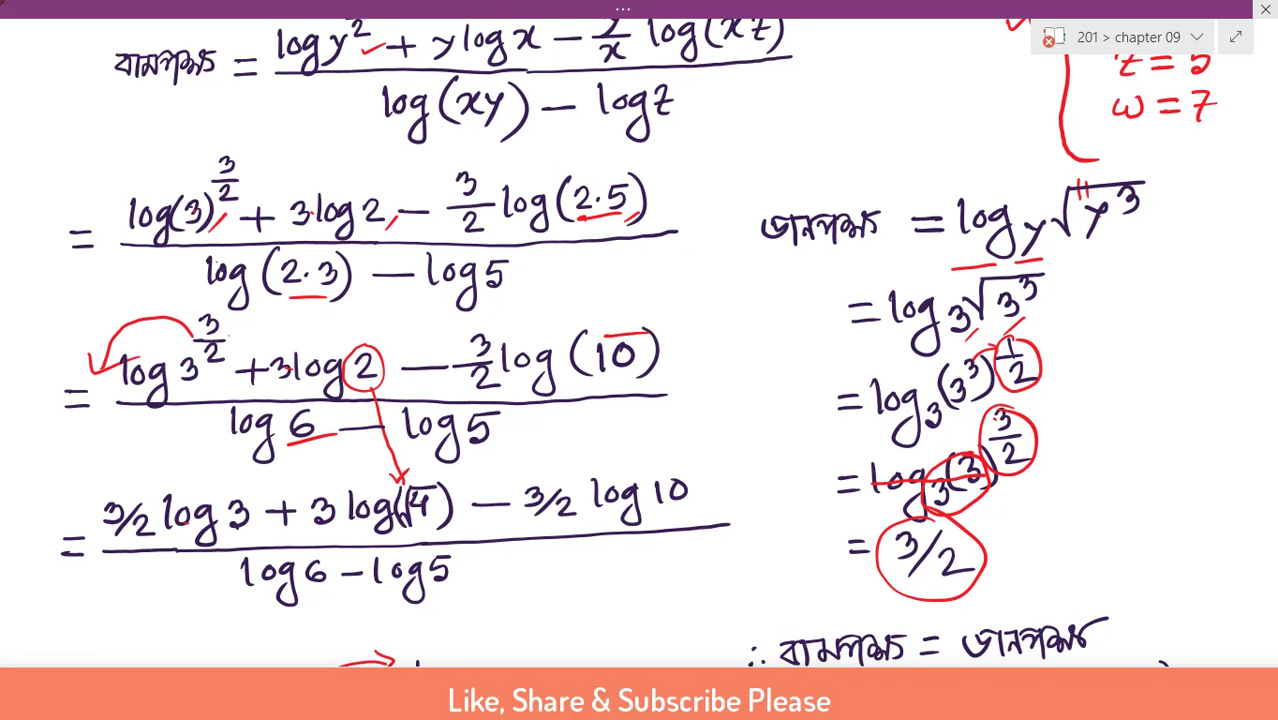 201 > chapter 09
z = 5
w = 7
বামপক্ষ = (log y² + y log x − y/x log(xz)) / (log(xy) − log z)
= (log(3)^(3/2) + 3 log 2 − 3/2 log(2·5)) / (log(2·3) − log 5)
= (log 3^(3/2) + 3 log 2 − 3/2 log(10)) / (log 6 − log 5)
= (3/2 log 3 + 3 log(√4) − 3/2 log 10) / (log 6 − log 5)
ডানপক্ষ = log_y √y³
= log₃ √3³
= log₃ (3³)^(1/2)
= log₃ (3)^(3/2)
= 3/2
∴ বামপক্ষ = ডানপক্ষ
Like, Share & Subscribe Please